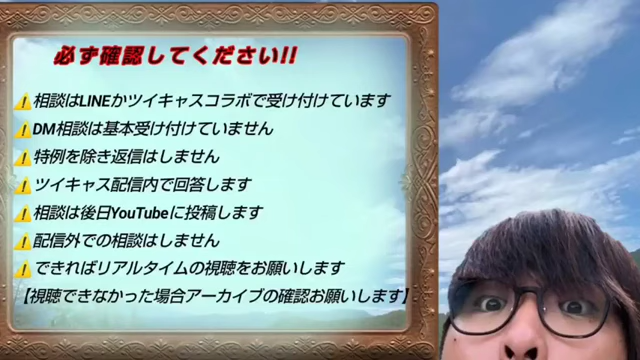 必ず確認してください!!
⚠️相談はLINEかツイキャスコラボで受け付けています
⚠️DM相談は基本受け付けていません
⚠️特例を除き返信はしません
⚠️ツイキャス配信内で回答します
⚠️相談は後日YouTubeに投稿します
⚠️配信外での相談はしません
⚠️できればリアルタイムの視聴をお願いします
【視聴できなかった場合アーカイブの確認お願いします】